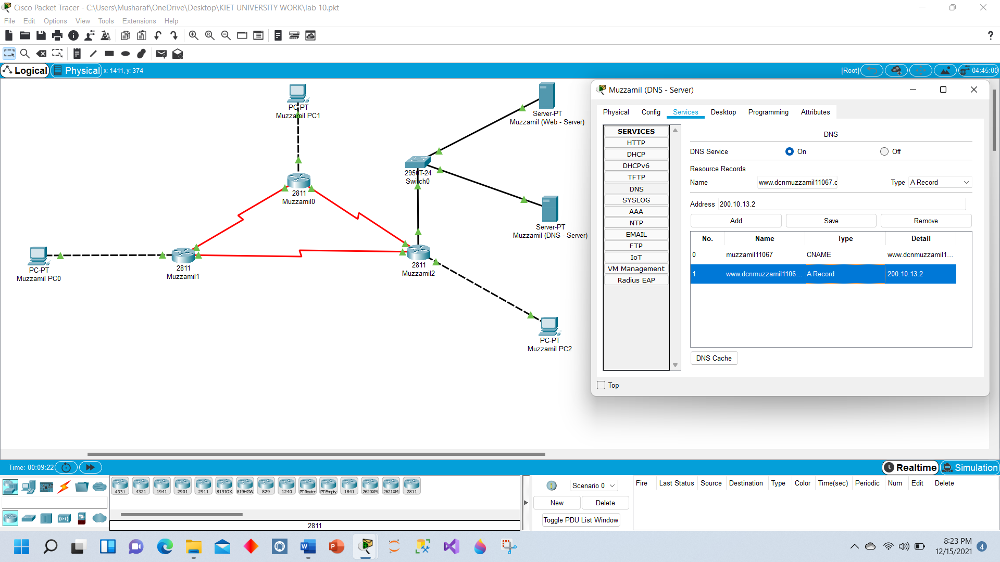 Cisco Packet Tracer - C:\Users\Musharaf\OneDrive\Desktop\KIET UNIVERSITY WORK\lab 10.pkt
File Edit Options View Tools Extensions Help
?
Logical Physical x: 1411, y: 374 [Root] 04:45:00
PC-PT
Muzzamil PC1
2811
Muzzamil0
Server-PT
Muzzamil (Web - Server)
2950T-24
Switch0
Server-PT
Muzzamil (DNS - Server)
PC-PT
Muzzamil PC0
2811
Muzzamil1
2811
Muzzamil2
PC-PT
Muzzamil PC2
Muzzamil (DNS - Server)
Physical Config Services Desktop Programming Attributes
SERVICES
HTTP
DHCP
DHCPv6
TFTP
DNS
SYSLOG
AAA
NTP
EMAIL
FTP
IoT
VM Management
Radius EAP
DNS
DNS Service On Off
Resource Records
Name www.dcnmuzzamil11067.c Type A Record
Address 200.10.13.2
Add Save Remove
No. Name Type Detail
0 muzzamil11067 CNAME www.dcnmuzzamil1...
1 www.dcnmuzzamil1106... A Record 200.10.13.2
DNS Cache
Top
Time: 00:09:22 Realtime Simulation
4331 4321 1941 2901 2911 819IOX 819HGW 829 1240 PT-Router PT-Empty 1841 2620XM 2621XM 2811
2811
1 Scenario 0
New Delete
Toggle PDU List Window
Fire Last Status Source Destination Type Color Time(sec) Periodic Num Edit Delete
8:23 PM
12/15/2021
4